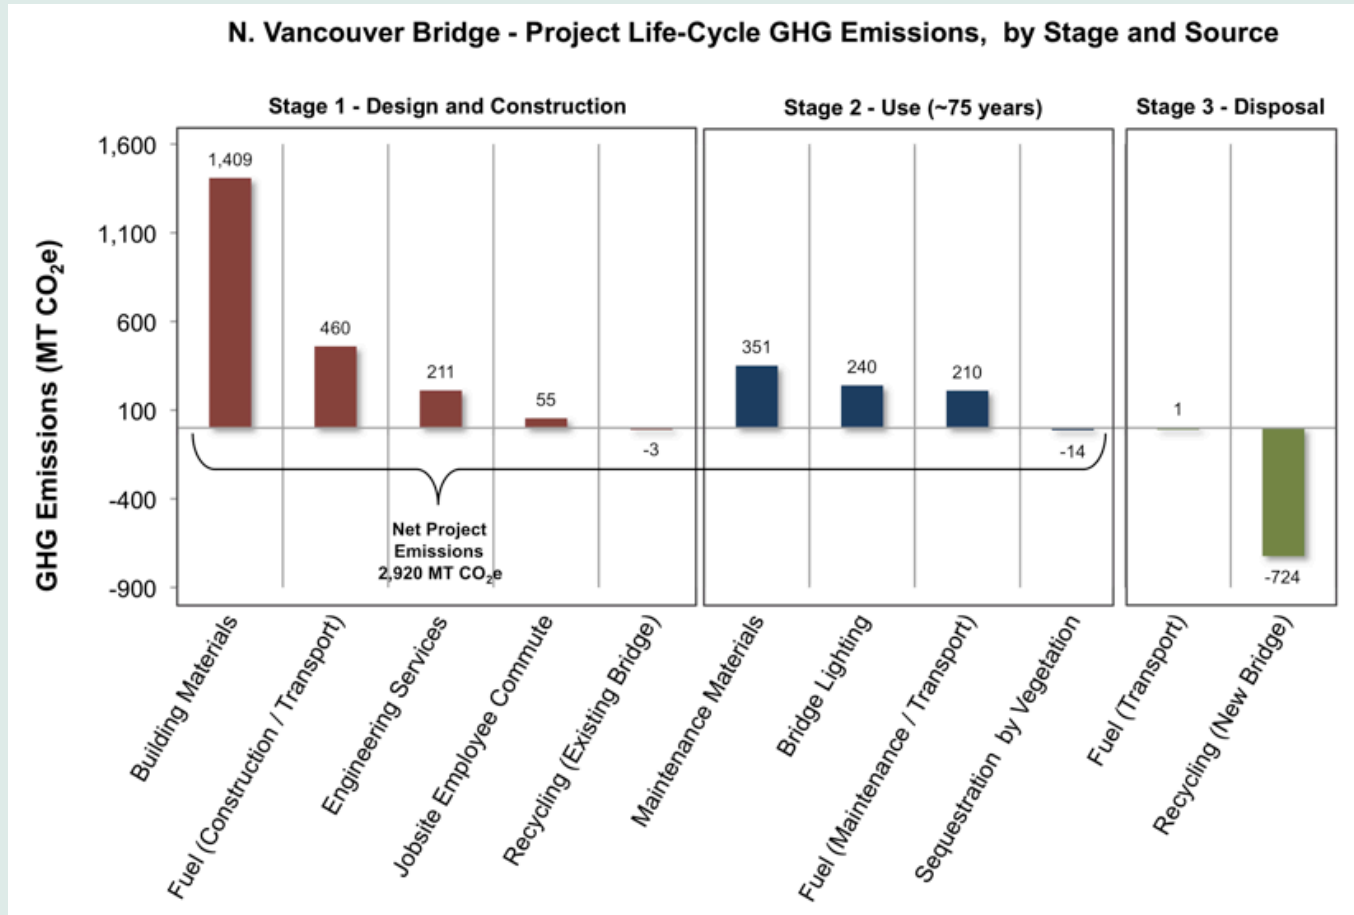 N. Vancouver Bridge - Project Life-Cycle GHG Emissions,  by Stage and Source
Stage 1 - Design and Construction
Stage 2 - Use (~75 years)
Stage 3 - Disposal
GHG Emissions (MT CO₂e)
1,600
1,100
600
100
-400
-900
1,409
460
211
55
-3
351
240
210
-14
1
-724
Net Project
Emissions
2,920 MT CO₂e
Building Materials
Fuel (Construction / Transport)
Engineering Services
Jobsite Employee Commute
Recycling (Existing Bridge)
Maintenance Materials
Bridge Lighting
Fuel (Maintenance / Transport)
Sequestration  by Vegetation
Fuel (Transport)
Recycling (New Bridge)